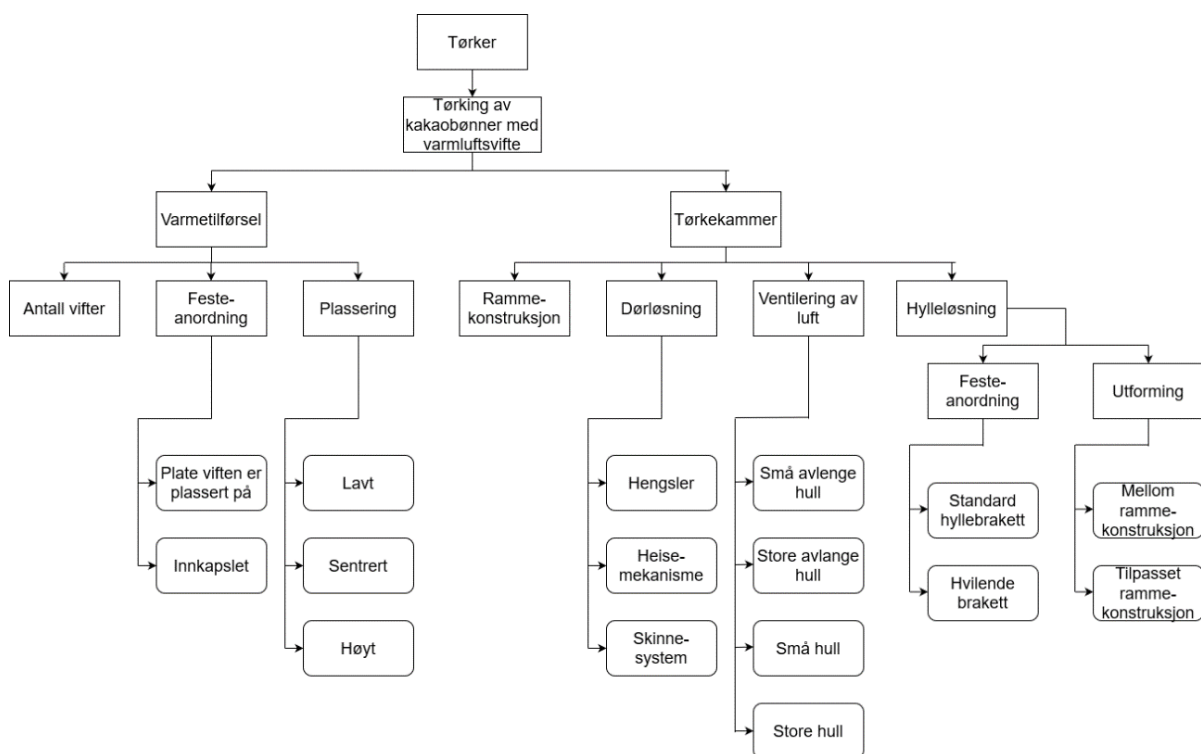 Tørker
Tørking av
kakaobønner med
varmluftsvifte
Varmetilførsel
Tørkekammer
Antall vifter
Feste-
anordning
Plassering
Ramme-
konstruksjon
Dørløsning
Ventilering av
luft
Hylleløsning
Feste-
anordning
Utforming
Plate viften er
plassert på
Innkapslet
Lavt
Sentrert
Høyt
Hengsler
Heise-
mekanisme
Skinne-
system
Små avlenge
hull
Store avlange
hull
Små hull
Store hull
Standard
hyllebrakett
Hvilende
brakett
Mellom
ramme-
konstruksjon
Tilpasset
ramme-
konstruksjon